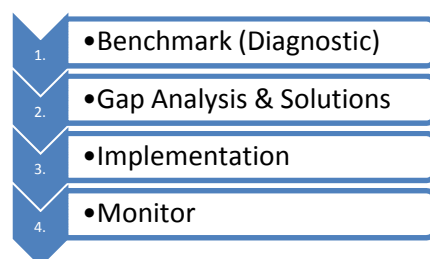 1. •Benchmark (Diagnostic)
2. •Gap Analysis & Solutions
3. •Implementation
4. •Monitor